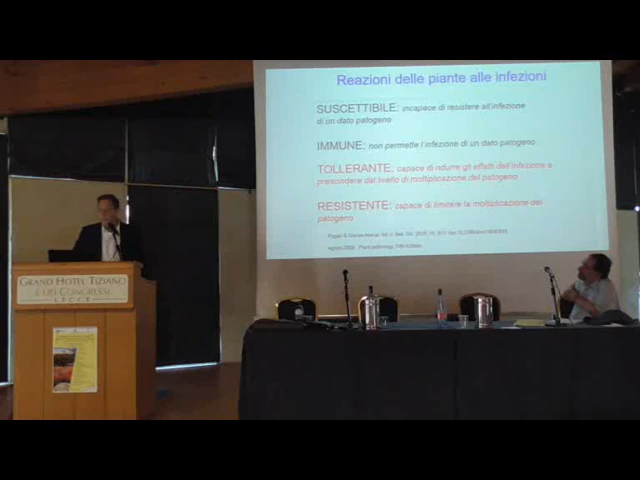 Reazioni delle piante alle infezioni
SUSCETTIBILE: incapace di resistere all'infezione
di un dato patogeno
IMMUNE: non permette l'infezione di un dato patogeno
TOLLERANTE: capace di ridurre gli effetti dell'infezione a
prescindere dal livello di moltiplicazione del patogeno
RESISTENTE: capace di limitare la moltiplicazione del
patogeno
GRAND HOTEL TIZIANO
E DEI CONGRESSI
LECCE